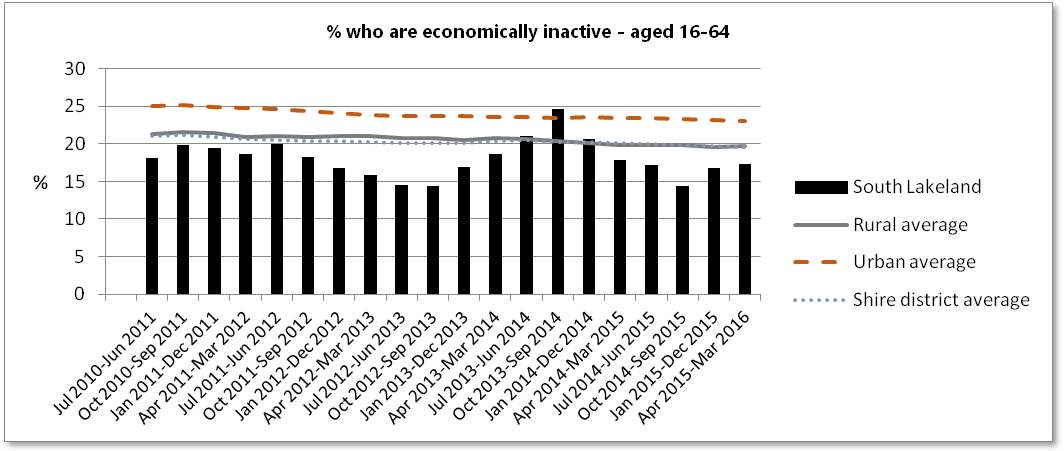 % who are economically inactive - aged 16-64
30
25
20
15
10
5
0
%
Jul 2010-Jun 2011
Oct 2010-Sep 2011
Jan 2011-Dec 2011
Apr 2011-Mar 2012
Jul 2011-Jun 2012
Oct 2011-Sep 2012
Jan 2012-Dec 2012
Apr 2012-Mar 2013
Jul 2012-Jun 2013
Oct 2012-Sep 2013
Jan 2013-Dec 2013
Apr 2013-Mar 2014
Jul 2013-Jun 2014
Oct 2013-Sep 2014
Jan 2014-Dec 2014
Apr 2014-Mar 2015
Jul 2014-Jun 2015
Oct 2014-Sep 2015
Jan 2015-Dec 2015
Apr 2015-Mar 2016
South Lakeland
Rural average
Urban average
Shire district average